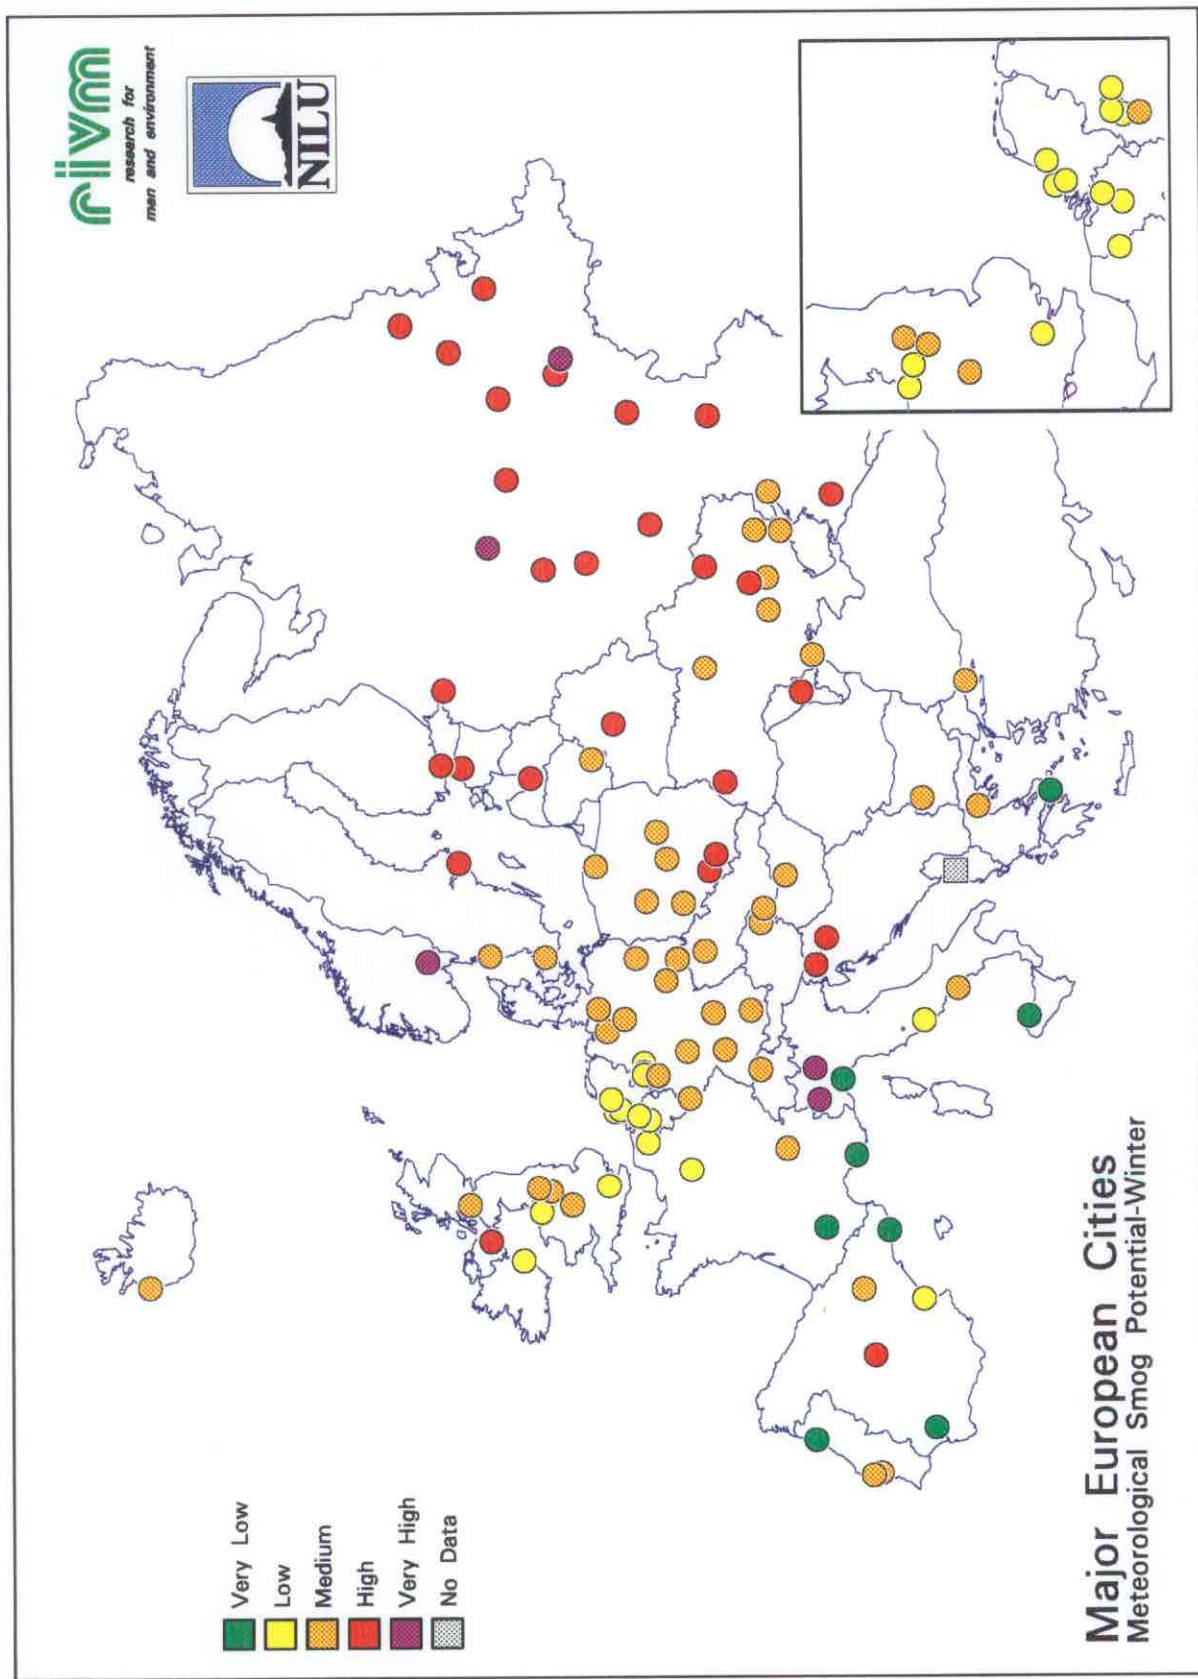 riivm
research for
man and environment
NILU
Very Low
Low
Medium
High
Very High
No Data
Major European Cities
Meteorological Smog Potential-Winter